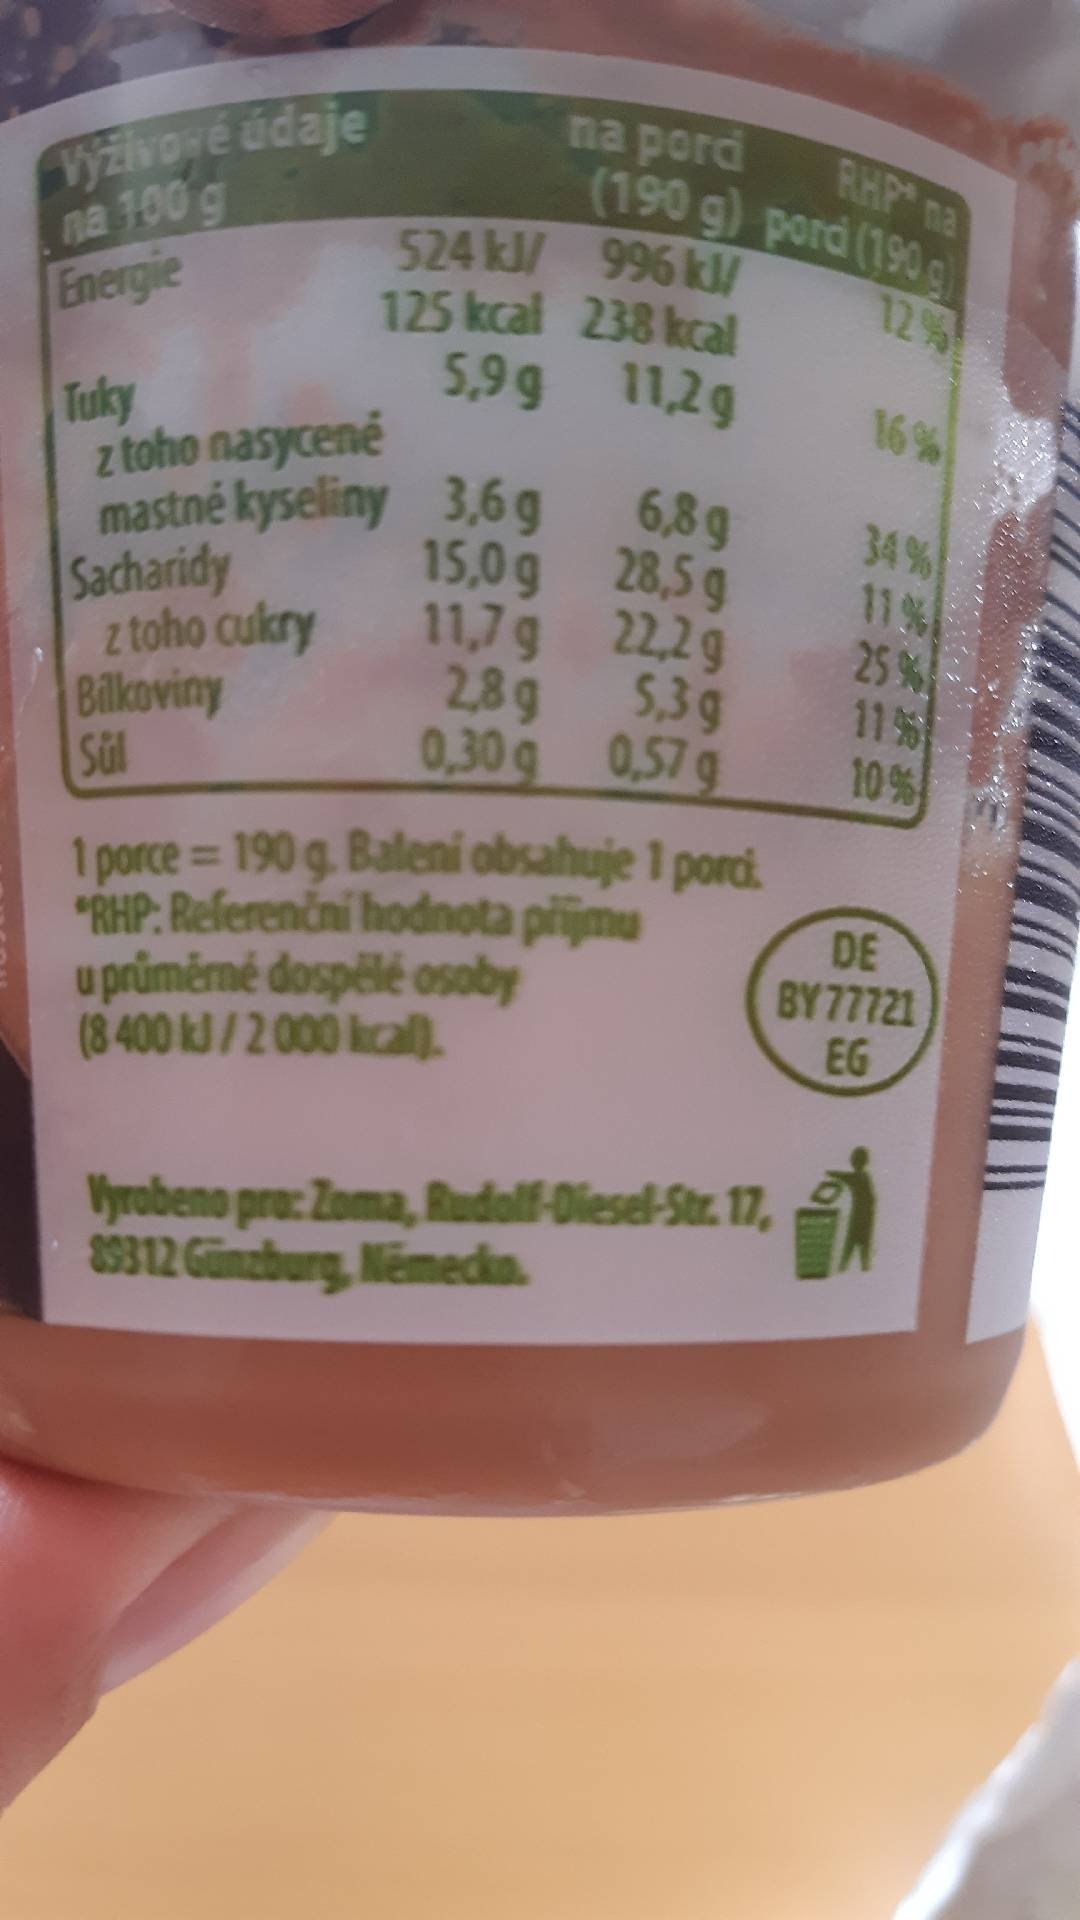 Výživové údaje na porci RHP* na
na 100 g (190 g) porci (190 g)
Energie 524 kJ/ 996 kJ/ 12 %
125 kcal 238 kcal
Tuky 5,9 g 11,2 g 16 %
z toho nasycené
mastné kyseliny 3,6 g 6,8 g 34 %
Sacharidy 15,0 g 28,5 g 11 %
z toho cukry 11,7 g 22,2 g 25 %
Bílkoviny 2,8 g 5,3 g 11 %
Sůl 0,30 g 0,57 g 10 %
1 porce = 190 g. Balení obsahuje 1 porci.
*RHP: Referenční hodnota příjmu
u průměrné dospělé osoby
(8 400 kJ / 2 000 kcal).
DE
BY 77721
EG
Vyrobeno pro: Zoma, Rudolf-Diesel-Str. 17,
89312 Günzburg, Německo.